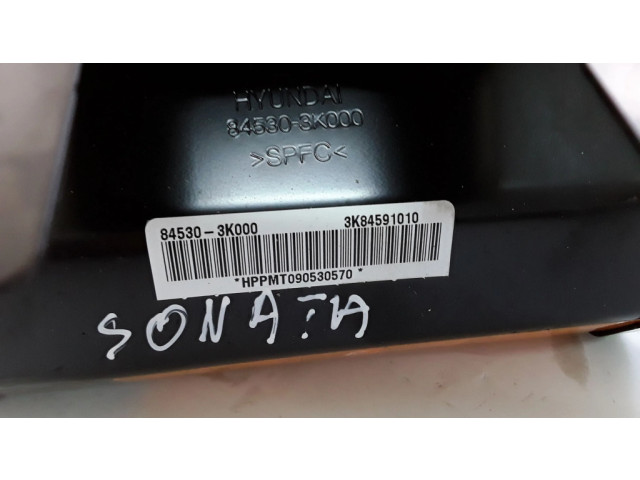 HYUNDAI
84530-3K000
>SPFC<
84530-3K000 3K84591010
*HPPMT090530570*
SONATA